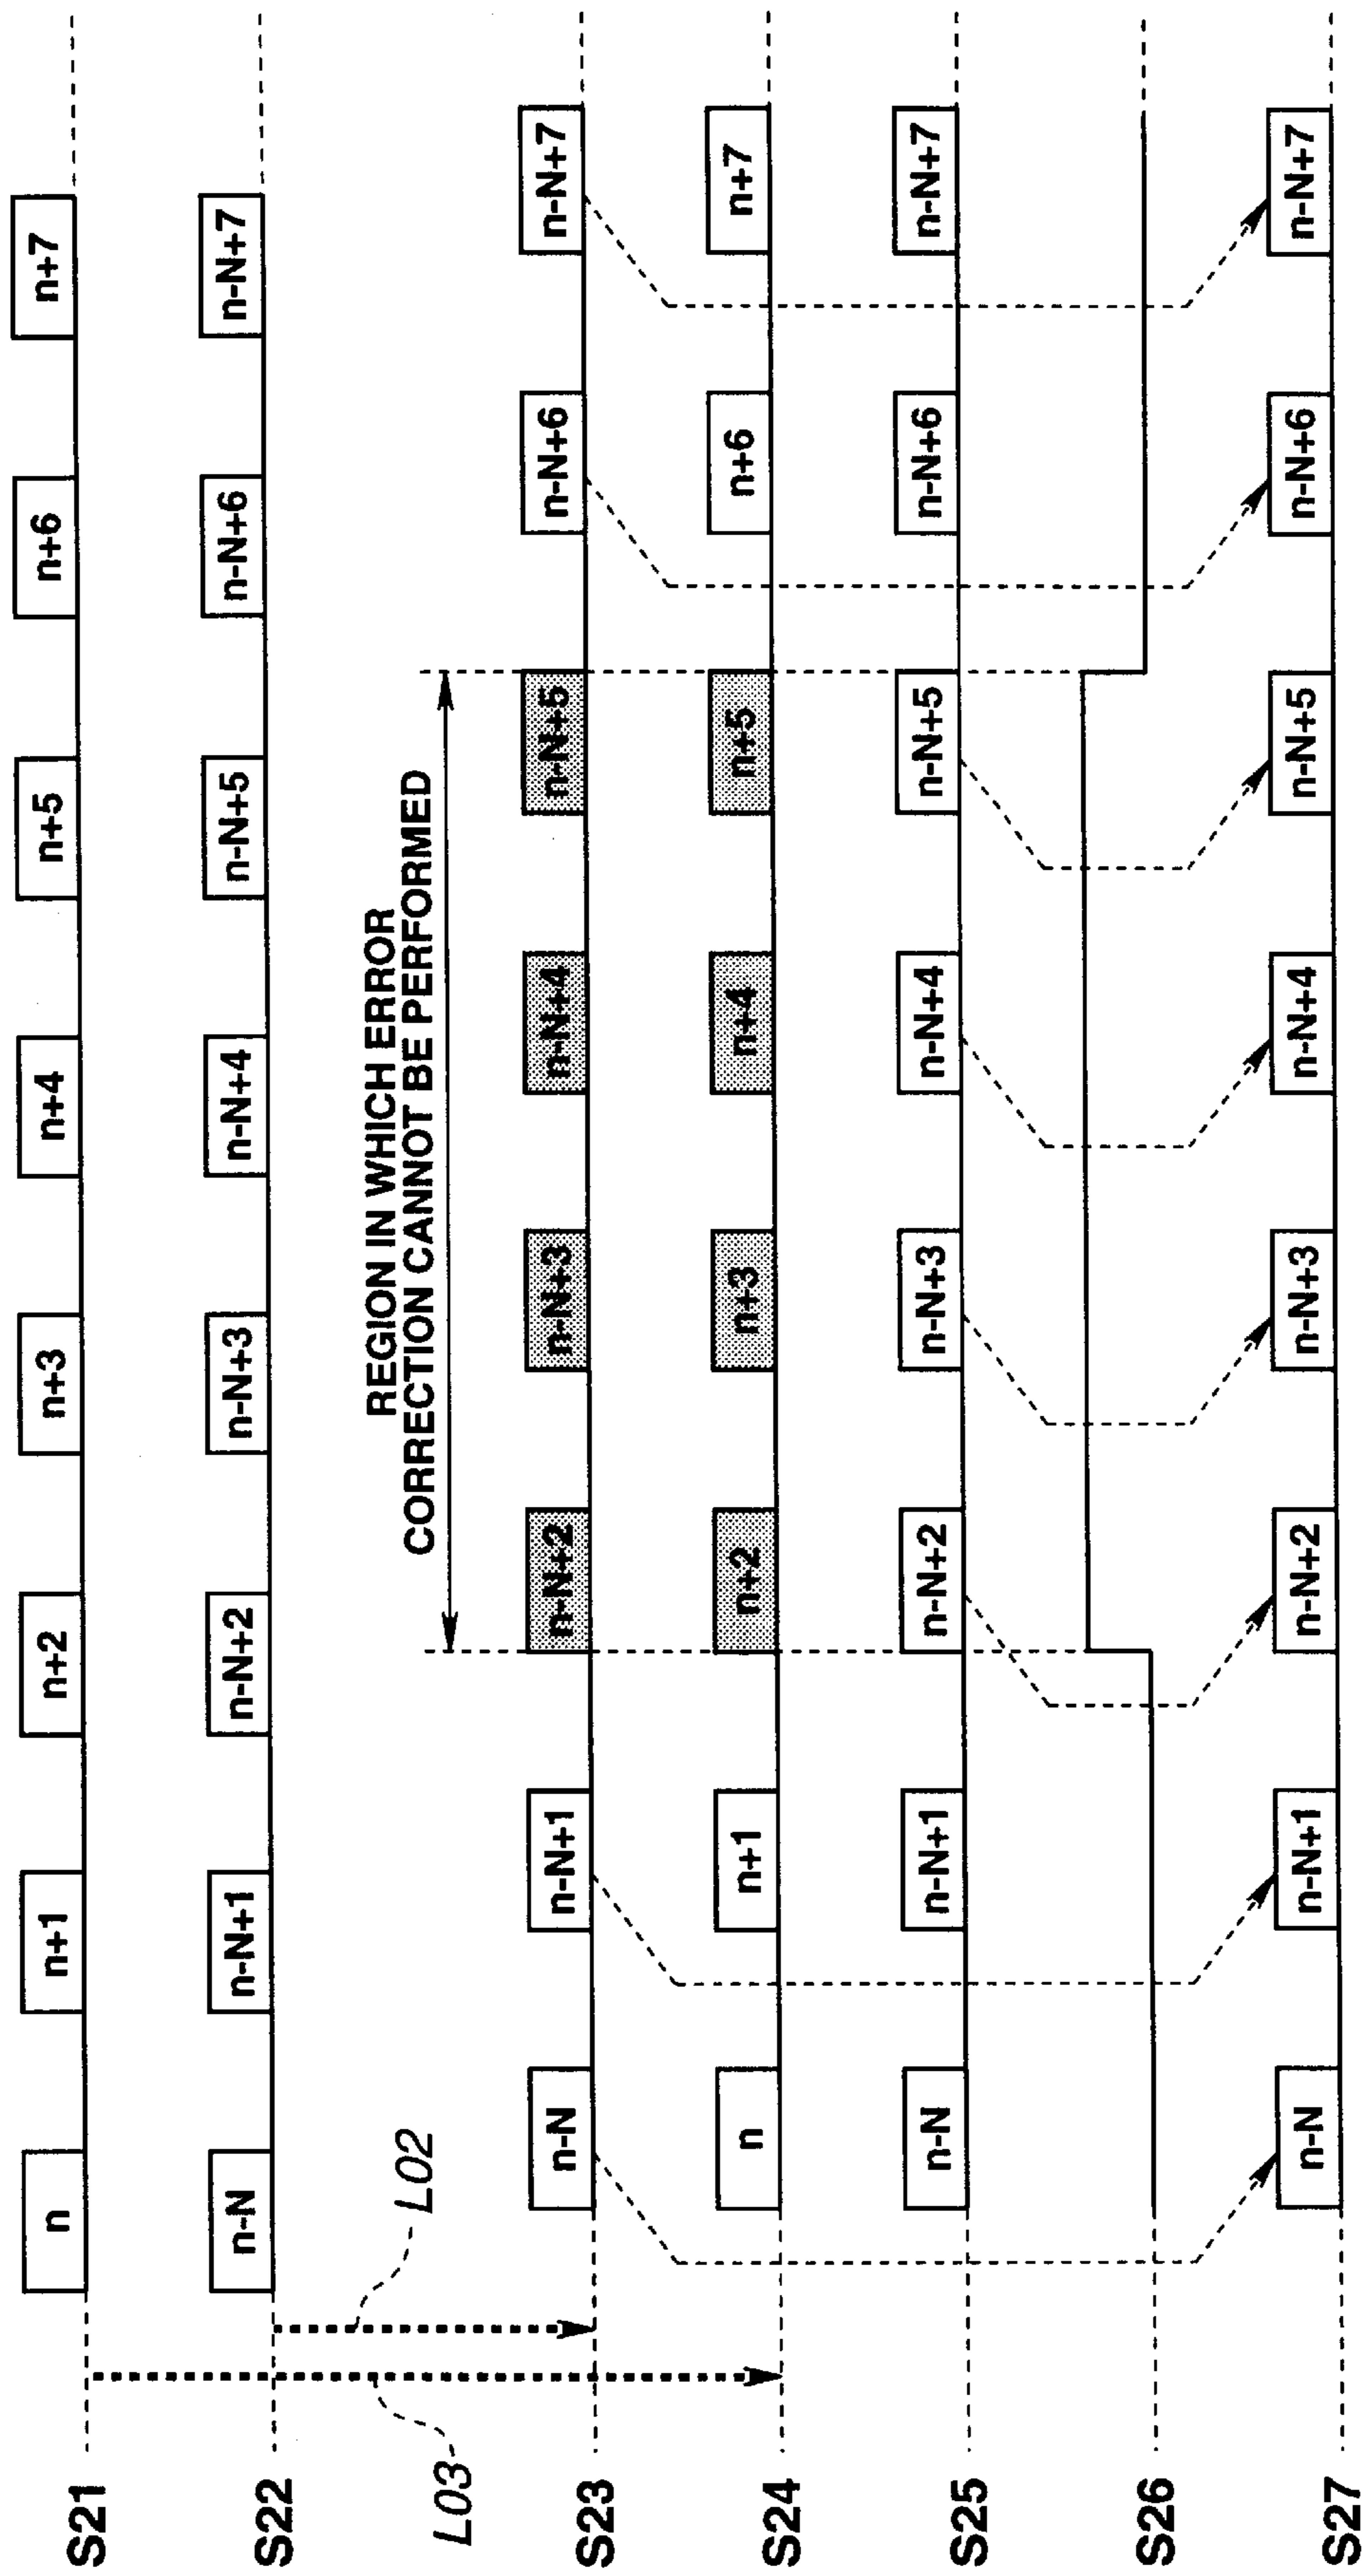 S21
n
n+1
n+2
n+3
n+4
n+5
n+6
n+7
S22
n-N
n-N+1
n-N+2
n-N+3
n-N+4
n-N+5
n-N+6
n-N+7
L03
L02
REGION IN WHICH ERROR
CORRECTION CANNOT BE PERFORMED
S23
n-N
n-N+1
n-N+2
n-N+3
n-N+4
n-N+5
n-N+6
n-N+7
S24
n
n+1
n+2
n+3
n+4
n+5
n+6
n+7
S25
n-N
n-N+1
n-N+2
n-N+3
n-N+4
n-N+5
n-N+6
n-N+7
S26
S27
n-N
n-N+1
n-N+2
n-N+3
n-N+4
n-N+5
n-N+6
n-N+7